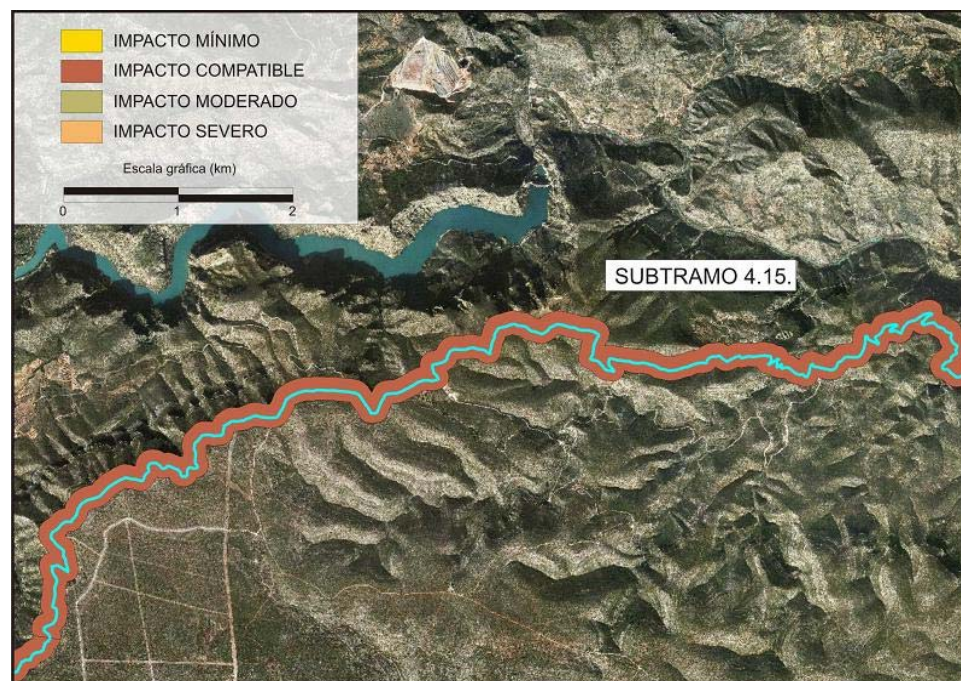 IMPACTO MÍNIMO
IMPACTO COMPATIBLE
IMPACTO MODERADO
IMPACTO SEVERO
Escala gráfica (km)
0 1 2
SUBTRAMO 4.15.